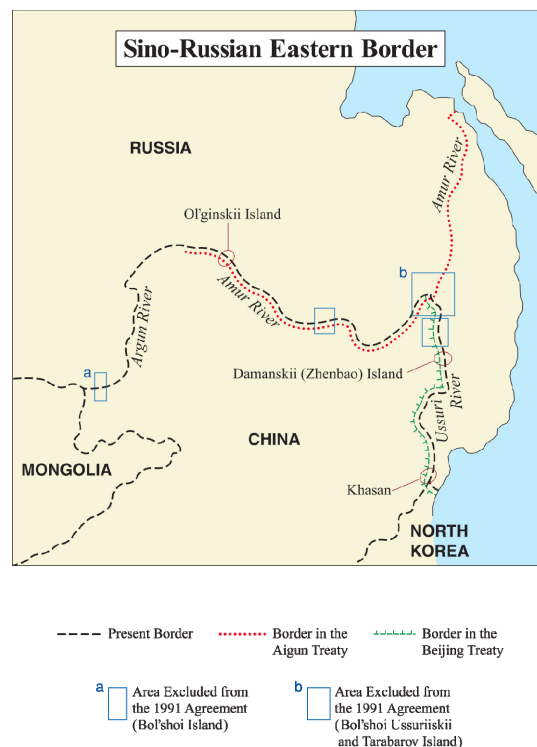 Sino-Russian Eastern Border
RUSSIA
Amur River
Ol'ginskii Island
b
Amur River
Argun River
a
Damanskii (Zhenbao) Island
Ussuri
River
CHINA
MONGOLIA
Khasan
NORTH
KOREA
Present Border
Border in the
Aigun Treaty
Border in the
Beijing Treaty
a
Area Excluded from
the 1991 Agreement
(Bol'shoi Island)
b
Area Excluded from
the 1991 Agreement
(Bol'shoi Ussuriiskii
and Tarabarov Island)